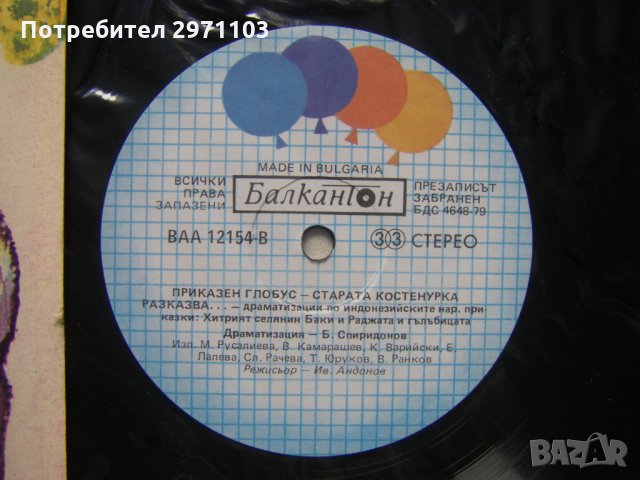 Потребител 2971103
MADE IN BULGARIA
ВСИЧКИ ПРАВА ЗАПАЗЕНИ
Балкантон
ПРЕЗАПИСЪТ ЗАБРАНЕН БДС 4648-79
ВАА 12154-В
33 СТЕРЕО
ПРИКАЗЕН ГЛОБУС – СТАРАТА КОСТЕНУРКА
РАЗКАЗВА... – драматизации по индонезийските нар. при-
казки: Хитрият селянин Баки и Раджата и гълъбицата
Драматизация – Б. Спиридонов
Изп. М. Русалиева, В. Камарашев, К. Варийски, Е.
Лалева, Сл. Рачева, Т. Юруков, В. Ранков
Режисьор – Ив. Андонов
BAZAR